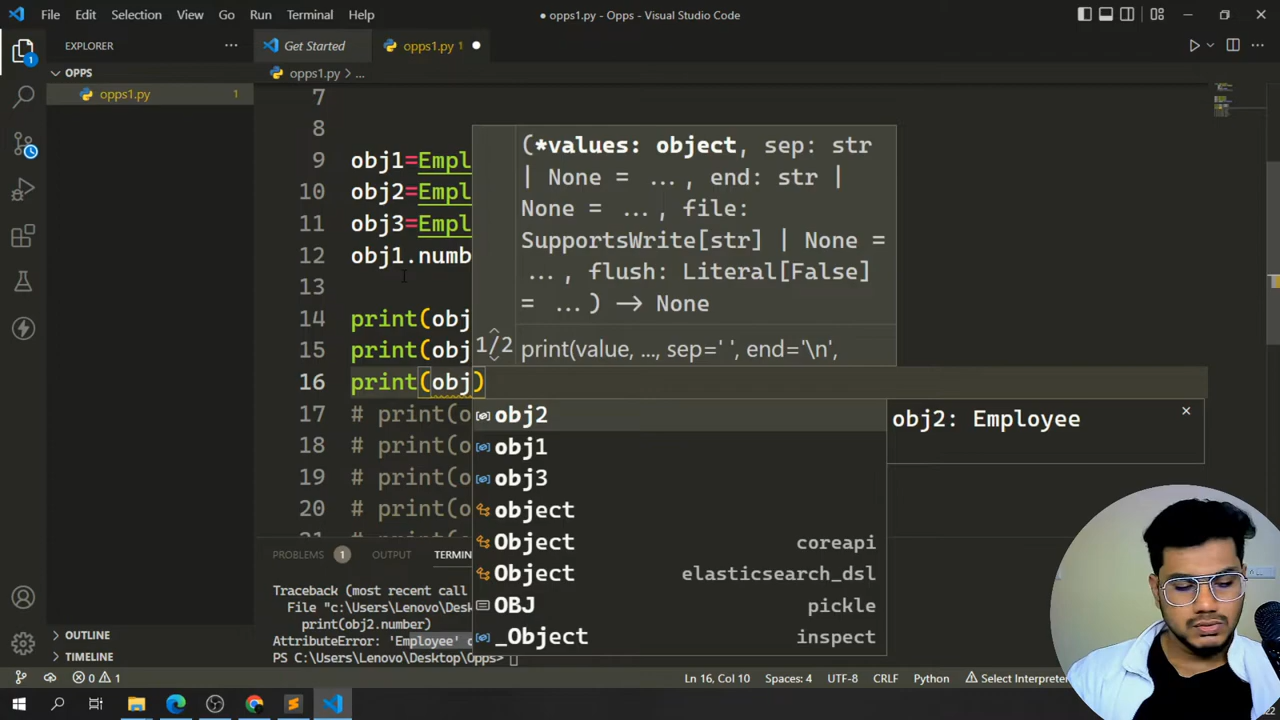 File Edit Selection View Go Run Terminal Help
● opps1.py - Opps - Visual Studio Code
EXPLORER ...
Get Started
opps1.py 1
OPPS
opps1.py > ...
opps1.py 1
7
8
9 obj1=Empl
10 obj2=Empl
11 obj3=Empl
12 obj1.numb
13
14 print(obj
15 print(obj
16 print(obj)
17 # print(o
18 # print(o
19 # print(o
20 # print(o
(*values: object, sep: str
| None = ..., end: str |
None = ..., file:
SupportsWrite[str] | None =
..., flush: Literal[False]
= ...) -> None
1/2
print(value, ..., sep=' ', end='\n',
obj2
obj1
obj3
object
Object coreapi
Object elasticsearch_dsl
OBJ pickle
_Object inspect
obj2: Employee
PROBLEMS 1 OUTPUT TERMIN
Traceback (most recent call
File "c:\Users\Lenovo\Desk
print(obj2.number)
AttributeError: 'Employee' o
PS C:\Users\Lenovo\Desktop\Opps>
OUTLINE
TIMELINE
0 1
Ln 16, Col 10 Spaces: 4 UTF-8 CRLF Python Select Interpreter